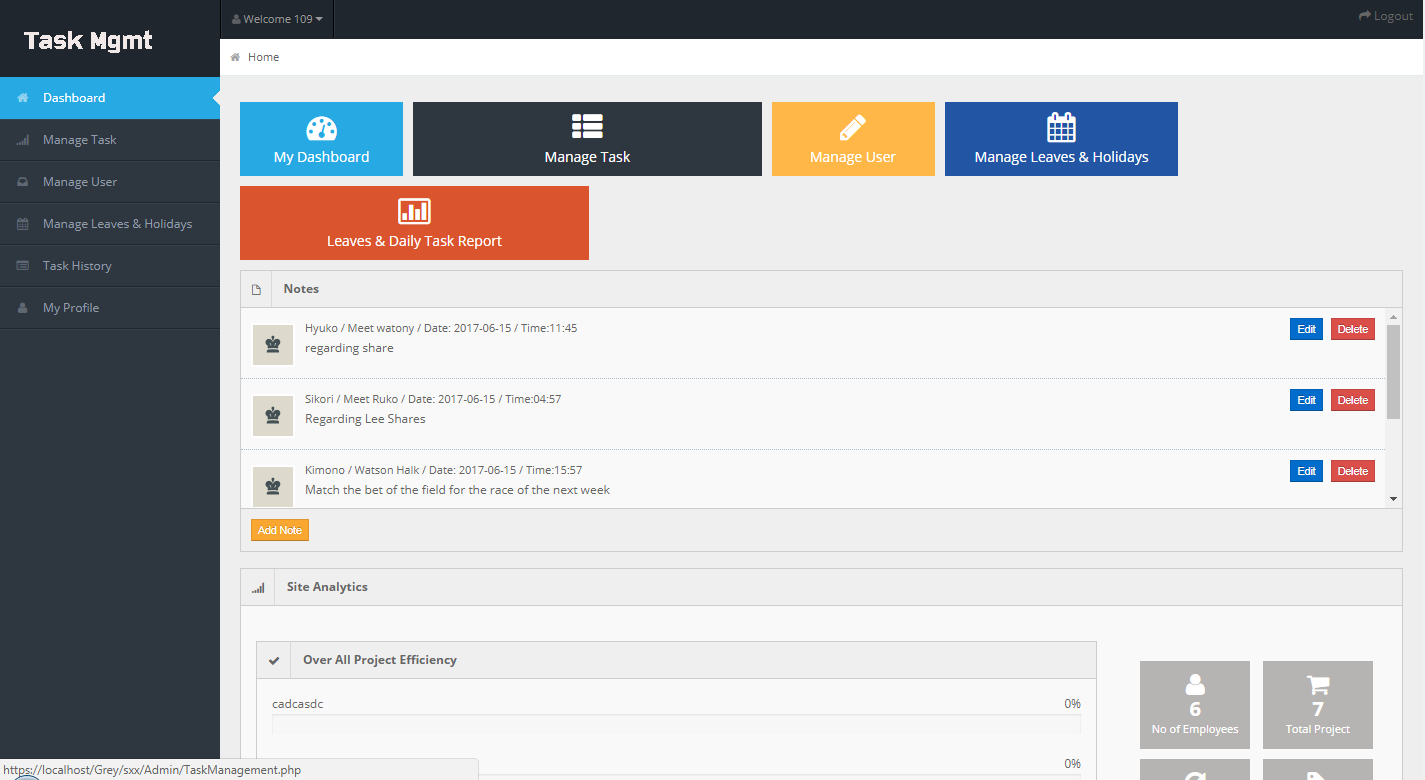 Task Mgmt
Welcome 109
Logout
Home
Dashboard
Manage Task
Manage User
Manage Leaves & Holidays
Task History
My Profile
My Dashboard
Manage Task
Manage User
Manage Leaves & Holidays
Leaves & Daily Task Report
Notes
Hyuko / Meet watony / Date: 2017-06-15 / Time:11:45
regarding share
Edit
Delete
Sikori / Meet Ruko / Date: 2017-06-15 / Time:04:57
Regarding Lee Shares
Edit
Delete
Kimono / Watson Halk / Date: 2017-06-15 / Time:15:57
Match the bet of the field for the race of the next week
Edit
Delete
Add Note
Site Analytics
Over All Project Efficiency
cadcasdc
0%
0%
6
No of Employees
7
Total Project
https://localhost/Grey/sxx/Admin/TaskManagement.php